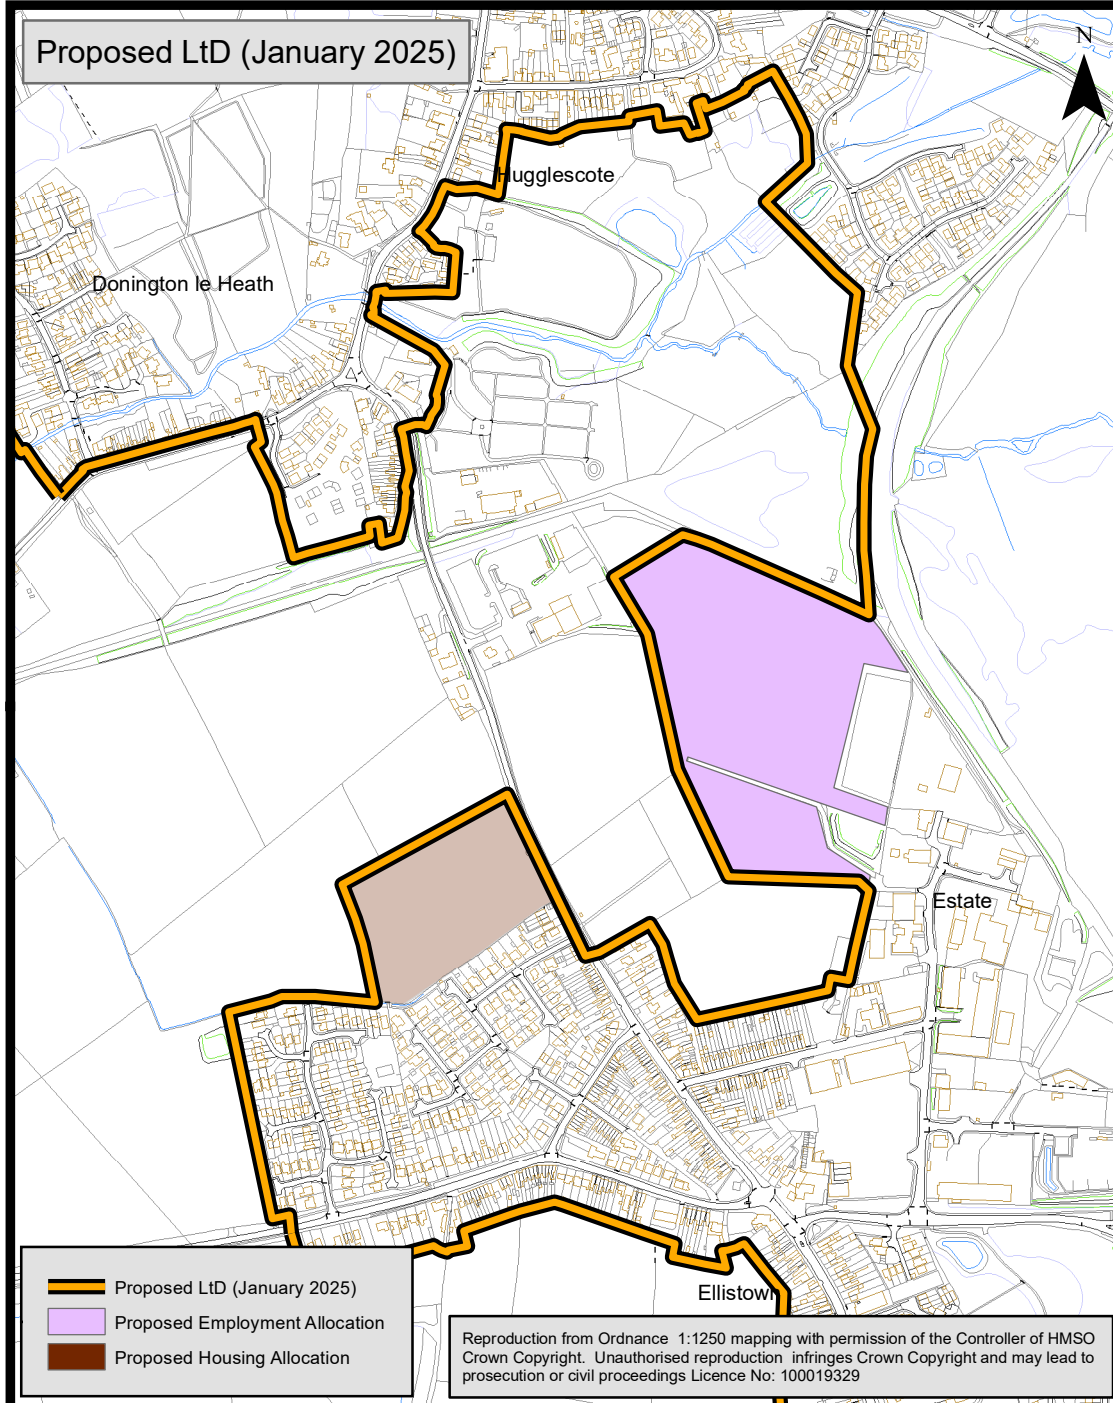 Proposed LtD (January 2025)
N
Hugglescote
Donington le Heath
Estate
Ellistown
Proposed LtD (January 2025)
Proposed Employment Allocation
Proposed Housing Allocation
Reproduction from Ordnance 1:1250 mapping with permission of the Controller of HMSO
Crown Copyright. Unauthorised reproduction infringes Crown Copyright and may lead to
prosecution or civil proceedings Licence No: 100019329